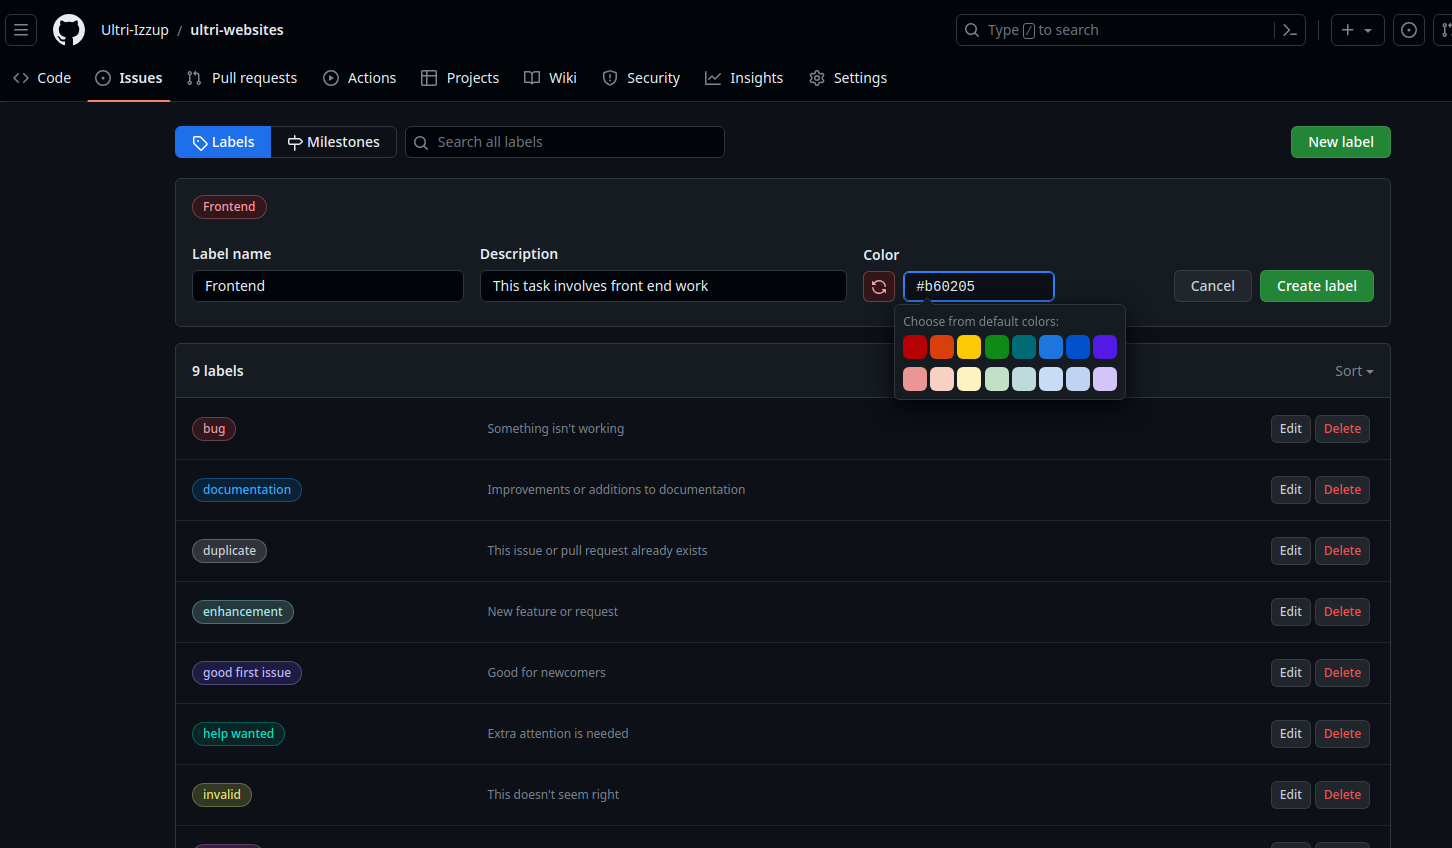 Ultri-Izzup / ultri-websites
Type / to search
Code
Issues
Pull requests
Actions
Projects
Wiki
Security
Insights
Settings
Labels
Milestones
Search all labels
New label
Frontend
Label name
Description
Color
Frontend
This task involves front end work
#b60205
Cancel
Create label
Choose from default colors:
9 labels
Sort
bug
Something isn't working
Edit
Delete
documentation
Improvements or additions to documentation
Edit
Delete
duplicate
This issue or pull request already exists
Edit
Delete
enhancement
New feature or request
Edit
Delete
good first issue
Good for newcomers
Edit
Delete
help wanted
Extra attention is needed
Edit
Delete
invalid
This doesn't seem right
Edit
Delete